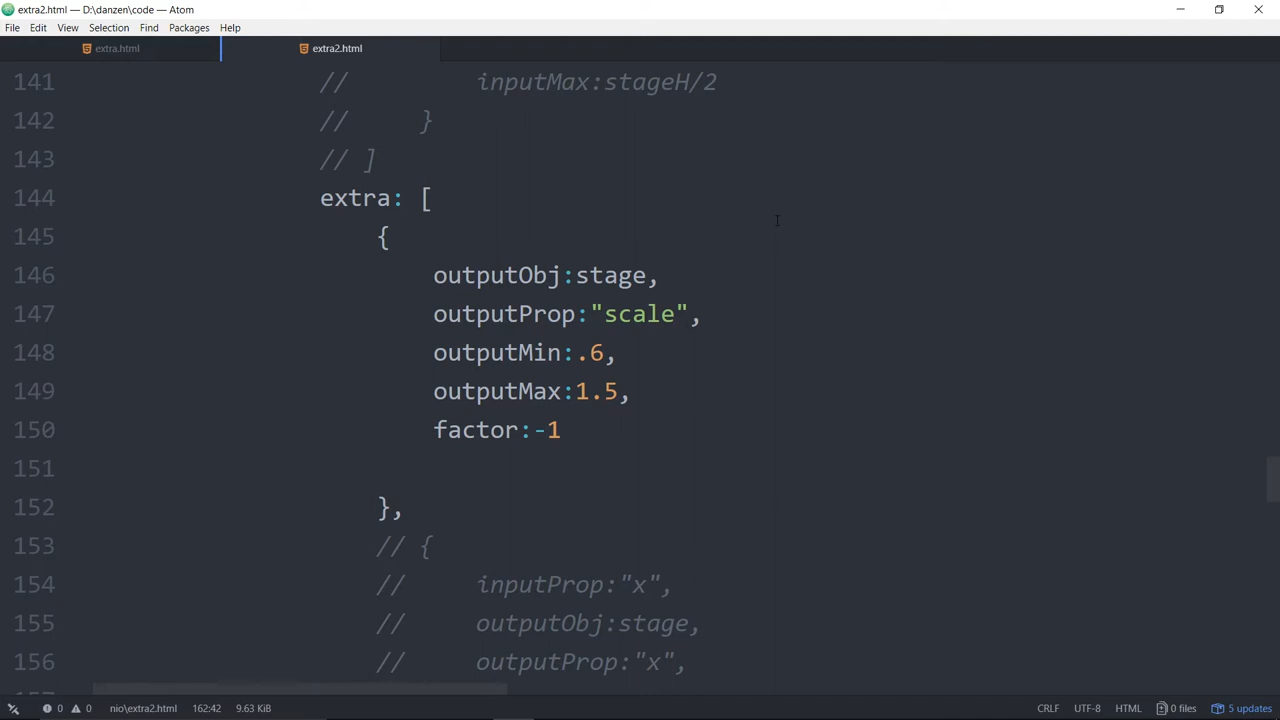 extra2.html — D:\danzen\code — Atom
File Edit View Selection Find Packages Help
extra.html extra2.html
141 // inputMax:stageH/2
142 // }
143 // ]
144 extra: [
145 {
146 outputObj:stage,
147 outputProp:"scale",
148 outputMin:.6,
149 outputMax:1.5,
150 factor:-1
151
152 },
153 // {
154 // inputProp:"x",
155 // outputObj:stage,
156 // outputProp:"x",
0 0 nio\extra2.html 162:42 9.63 KiB CRLF UTF-8 HTML 0 files 5 updates